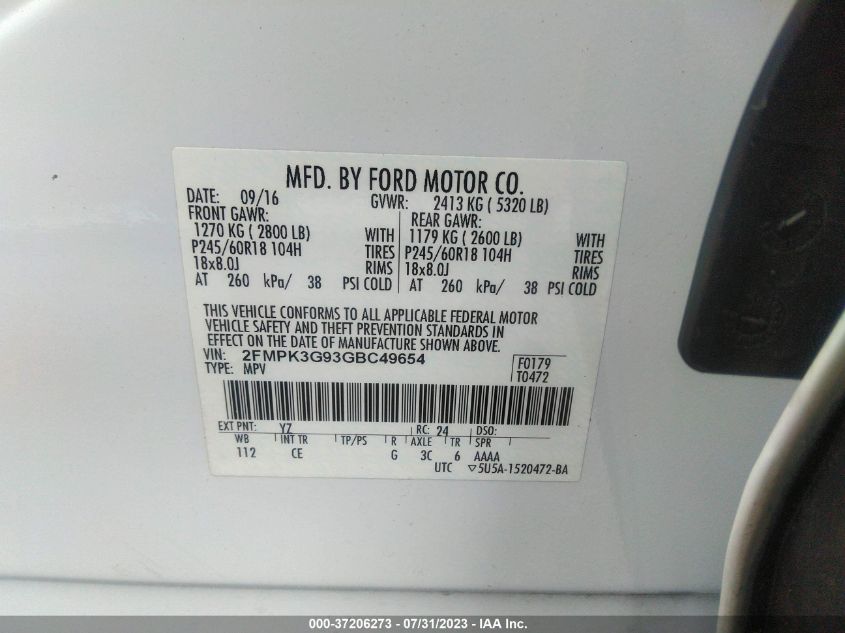 MFD. BY FORD MOTOR CO.
DATE: 09/16 GVWR: 2413 KG ( 5320 LB)
FRONT GAWR: REAR GAWR:
1270 KG ( 2800 LB) WITH 1179 KG ( 2600 LB) WITH
P245/60R18 104H TIRES P245/60R18 104H TIRES
18x8.0J RIMS 18x8.0J RIMS
AT 260 kPa/ 38 PSI COLD AT 260 kPa/ 38 PSI COLD
THIS VEHICLE CONFORMS TO ALL APPLICABLE FEDERAL MOTOR
VEHICLE SAFETY AND THEFT PREVENTION STANDARDS IN
EFFECT ON THE DATE OF MANUFACTURE SHOWN ABOVE.
VIN: 2FMPK3G93GBC49654 F0179
TYPE: MPV T0472
EXT PNT: YZ RC: 24 DSO:
WB INT TR TP/PS R AXLE TR SPR
112 CE G 3C 6 AAAA
UTC ▽5U5A-1520472-BA
000-37206273 - 07/31/2023 - IAA Inc.